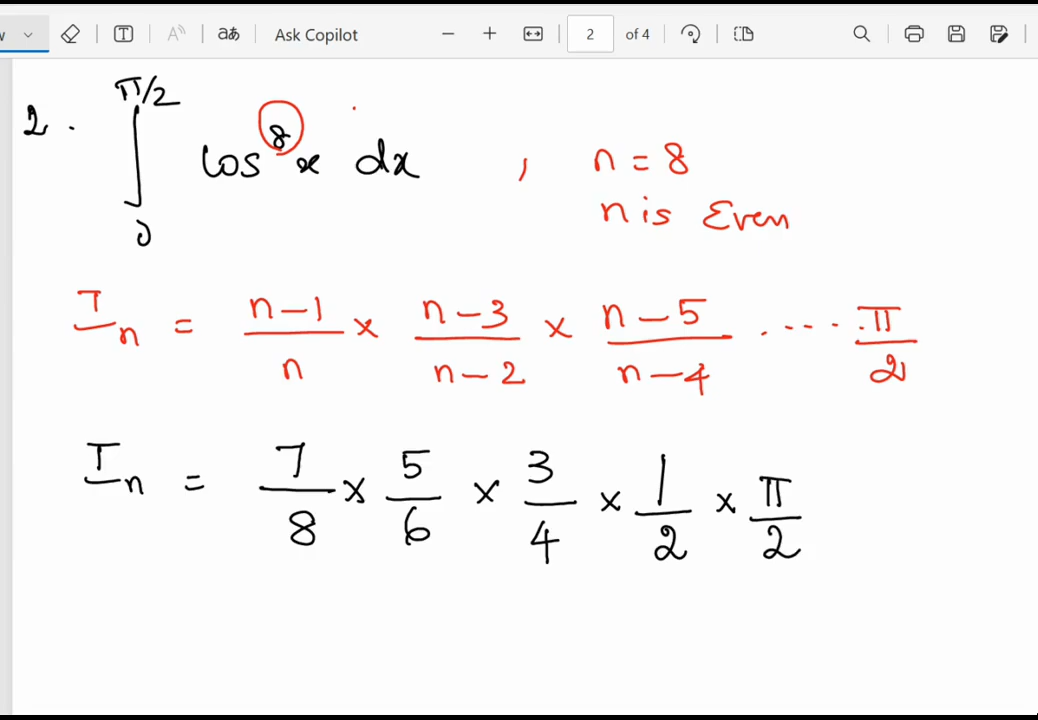 Ask Copilot 2 of 4
2. ∫₀^(π/2) cos⁸x dx , n = 8
n is Even
Iₙ = (n-1)/n × (n-3)/(n-2) × (n-5)/(n-4) ..... π/2
Iₙ = 7/8 × 5/6 × 3/4 × 1/2 × π/2